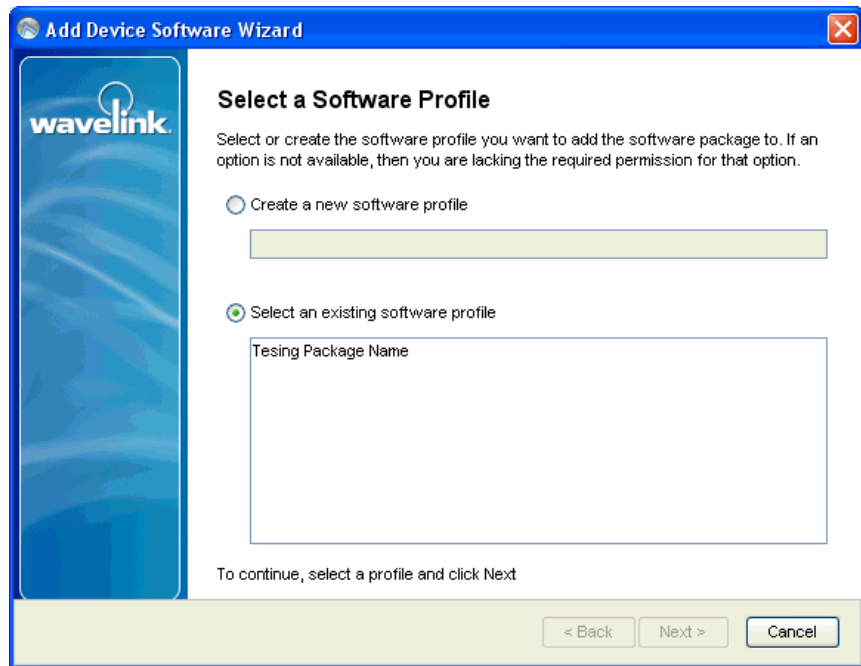 Add Device Software Wizard
wavelink
Select a Software Profile
Select or create the software profile you want to add the software package to. If an
option is not available, then you are lacking the required permission for that option.
Create a new software profile
Select an existing software profile
Tesing Package Name
To continue, select a profile and click Next
< Back
Next >
Cancel